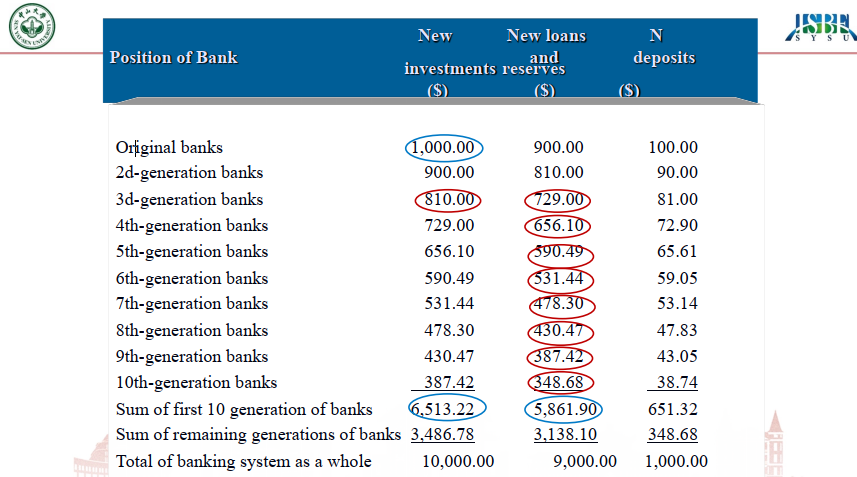 New New loans N
Position of Bank and deposits
investments reserves
($) ($) ($)
Original banks 1,000.00 900.00 100.00
2d-generation banks 900.00 810.00 90.00
3d-generation banks 810.00 729.00 81.00
4th-generation banks 729.00 656.10 72.90
5th-generation banks 656.10 590.49 65.61
6th-generation banks 590.49 531.44 59.05
7th-generation banks 531.44 478.30 53.14
8th-generation banks 478.30 430.47 47.83
9th-generation banks 430.47 387.42 43.05
10th-generation banks 387.42 348.68 38.74
Sum of first 10 generation of banks 6,513.22 5,861.90 651.32
Sum of remaining generations of banks 3,486.78 3,138.10 348.68
Total of banking system as a whole 10,000.00 9,000.00 1,000.00
SYSU